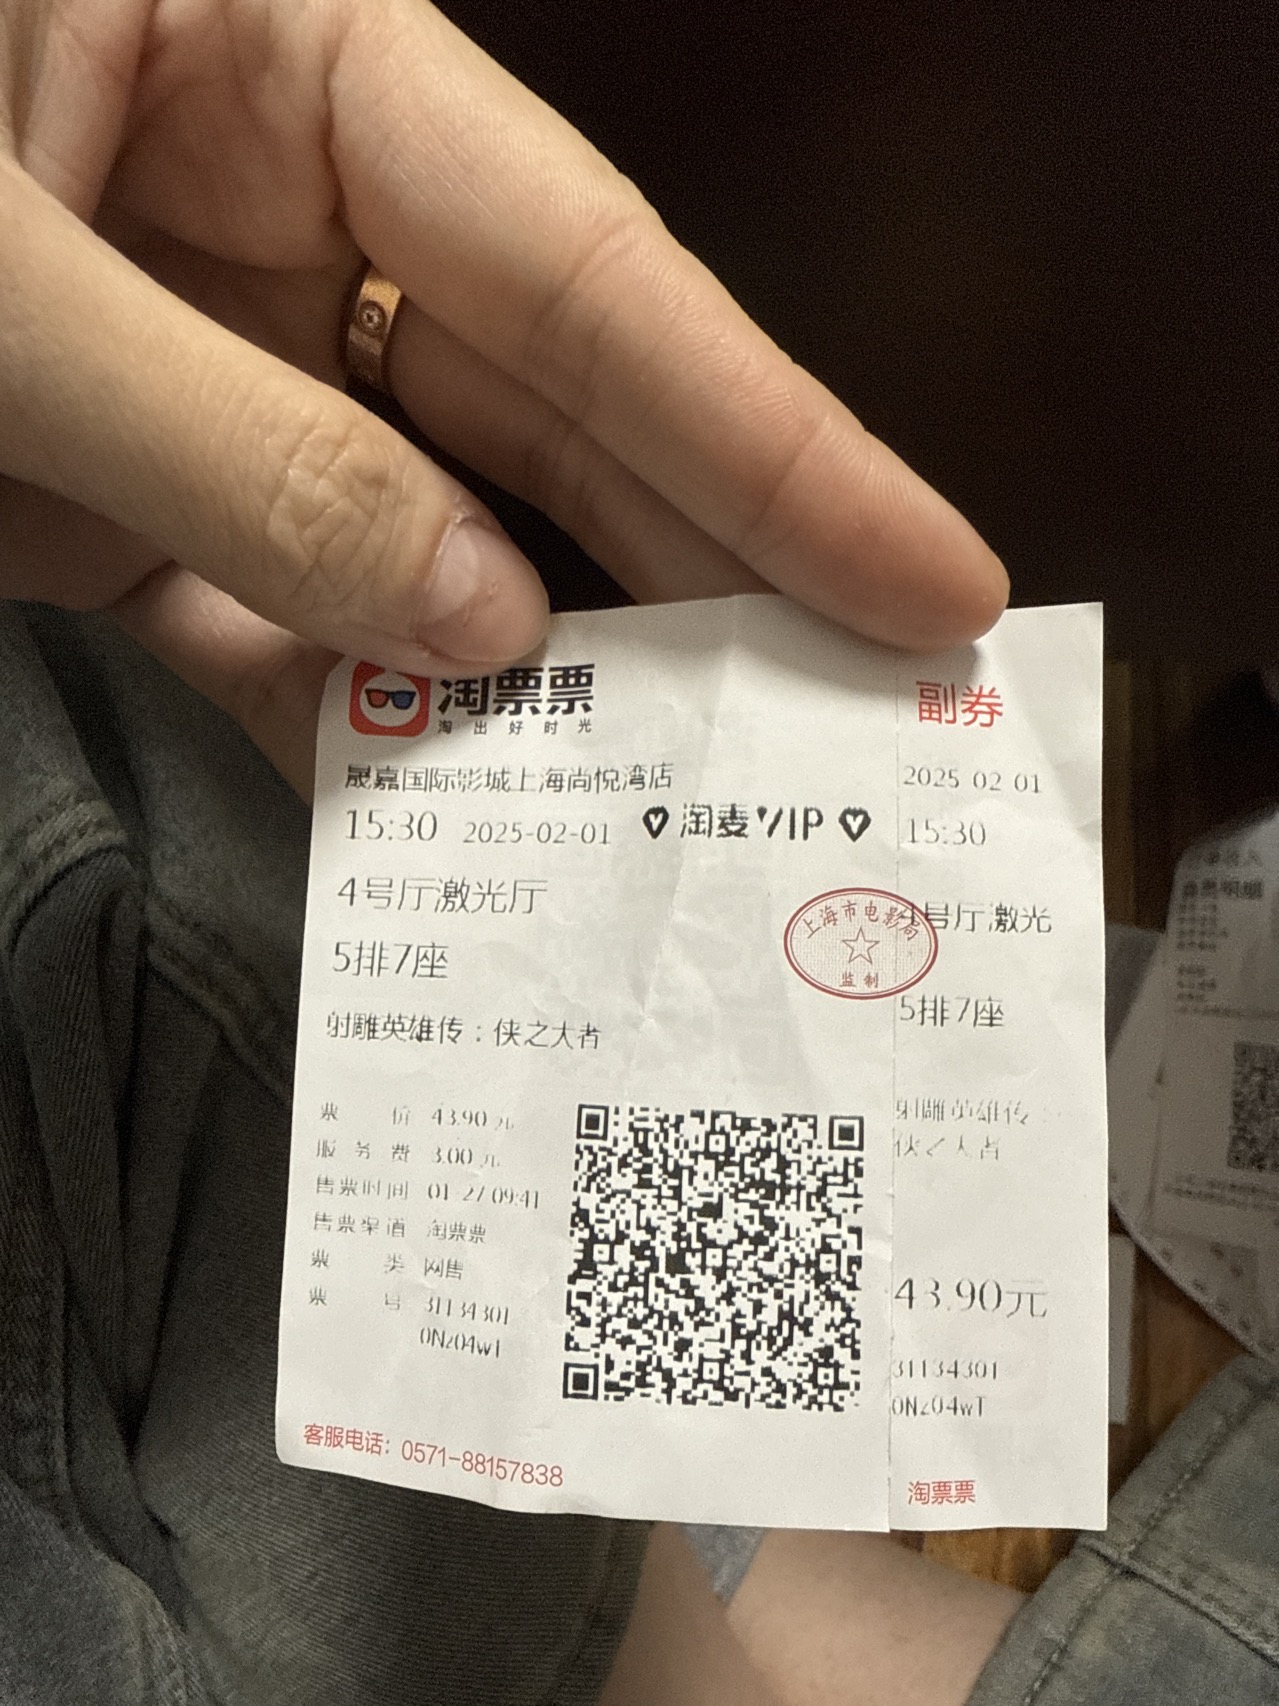 淘票票
淘出好时光
晟嘉国际影城上海尚悦湾店
15:30 2025-02-01 淘麦VIP
4号厅激光厅
5排7座
射雕英雄传：侠之大者
票价 43.90元
服务费 3.00元
售票时间 01-27 09:41
售票渠道 淘票票
票类 网售
票号 31134301
0Nz04wT
客服电话：0571-88157838
上海市电影局
监制
副券
2025 02 01
15:30
4号厅激光
5排7座
射雕英雄传：
侠之大者
43.90元
31134301
0Nz04wT
淘票票